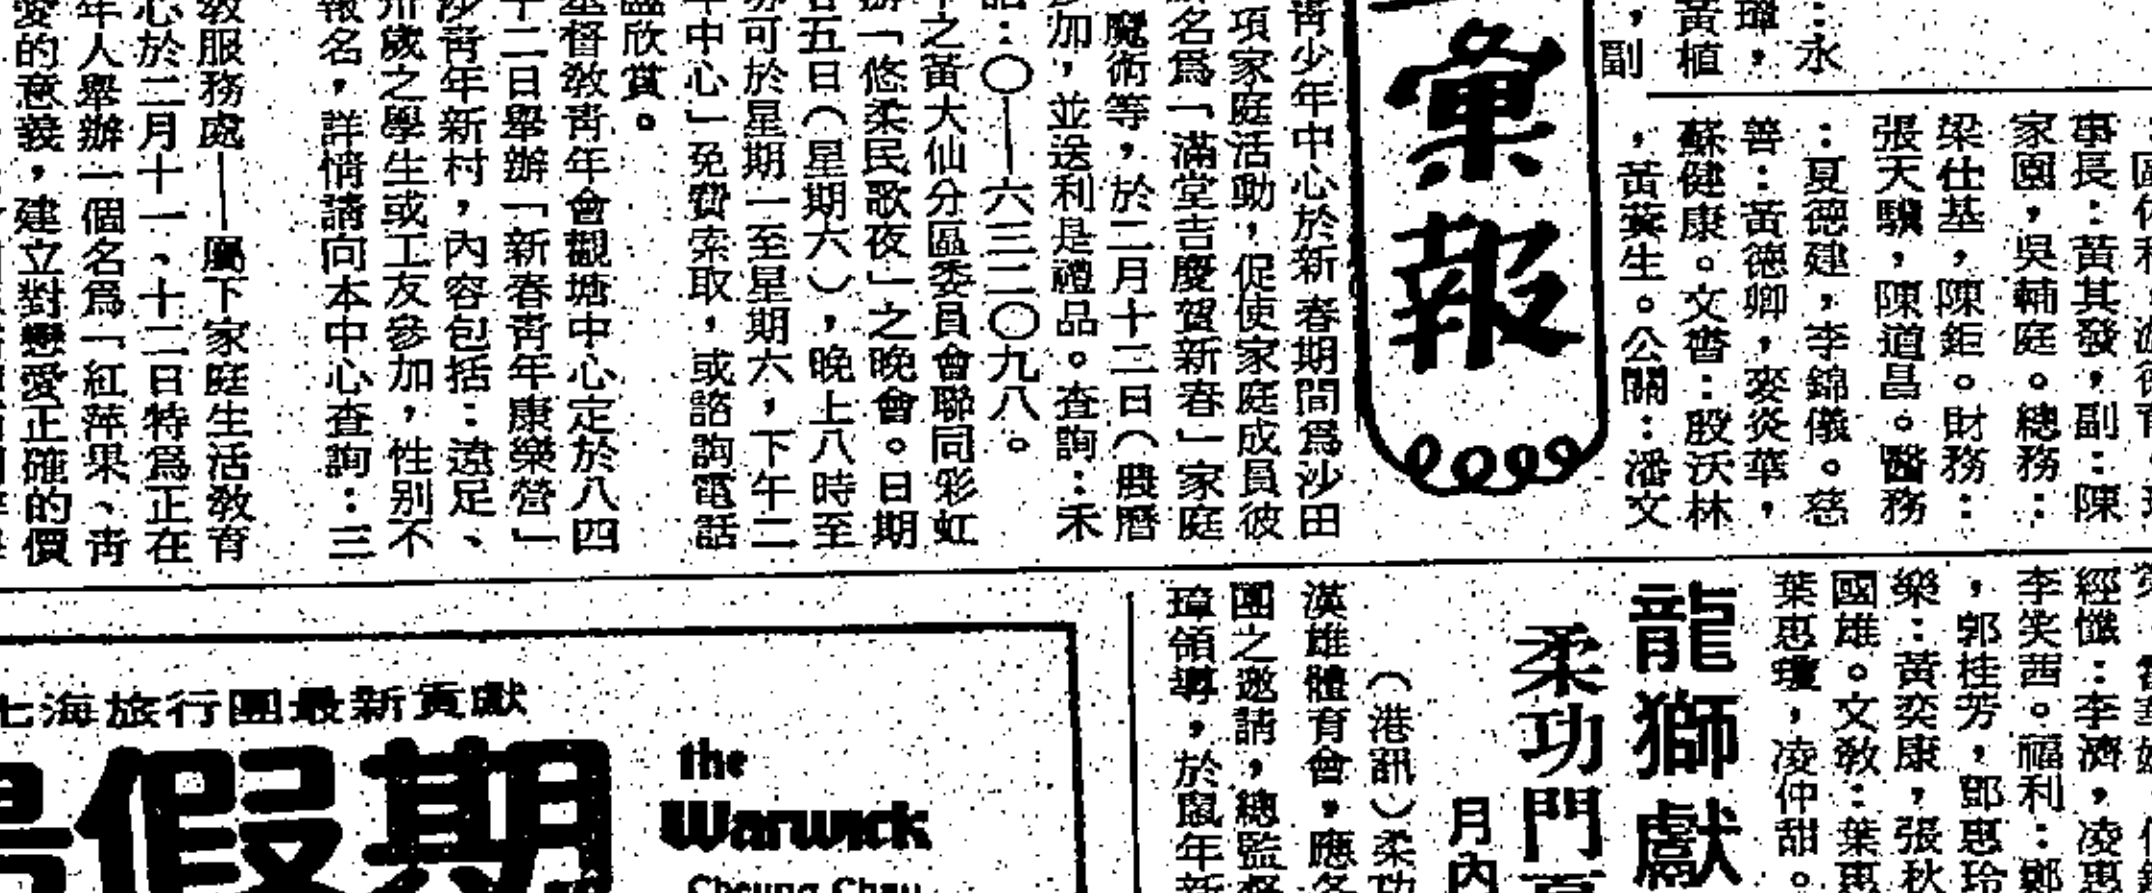 ：永
瑋，
黃植
，副
事長：黃其發，副：陳
家園，吳輔庭。總務：
梁仕基，陳鉅。財務：
張天驥，陳道昌。醫務
：夏德建，李錦儀。慈
善：黃德卿，麥炎華，
蘇健康。文書：殷沃林
，黃葵生。公關：潘文
彙報
青少年中心於新春期間為沙田
項家庭活動，促使家庭成員彼
名為「滿堂吉慶賀新春」家庭
魔術等，於二月十二日（農曆
加，並送利是禮品。查詢：禾
話：〇—六三二〇九八。
之黃大仙分區委員會聯同彩虹
辦「悠柔民歌夜」之晚會。日期
五日（星期六），晚上八時至
亦可於星期一至星期六，下午二
年中心」免費索取，或諮詢電話
臨欣賞。
基督教青年會觀塘中心定於八四
十二日舉辦「新春青年康樂營」
沙青年新村，內容包括：遠足、
卅歲之學生或工友參加，性別不
報名，詳情請向本中心查詢：三
教服務處——屬下家庭生活教育
心於二月十一、十二日特為正在
年人舉辦一個名為「紅萍果、青
愛的意義，建立對戀愛正確的價
經懺：李濟，凌惠
李笑茜。福利：鄭
，郭桂芳，鄧惠玲
樂：黃奕康，張秋
國雄。文教：葉惠
葉惠瓊，凌仲甜。
龍獅獻
柔功門
月內
（港訊）柔功
漢雄體育會，應各
團之邀請，總監督
瑋領導，於鼠年新
七海旅行團最新貢獻
假期
the
Warwick
Cheung Chau